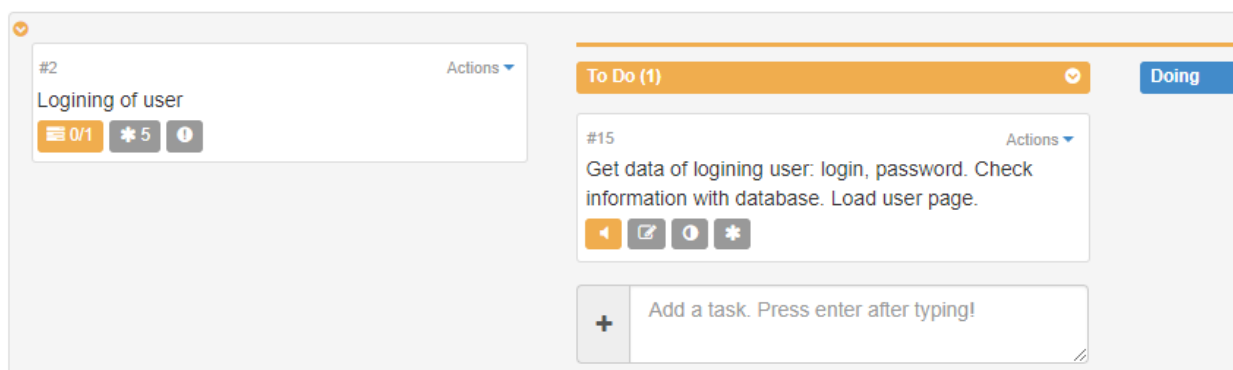 #2
Actions
Logining of user
0/1
5
To Do (1)
Doing
#15
Actions
Get data of logining user: login, password. Check
information with database. Load user page.
Add a task. Press enter after typing!